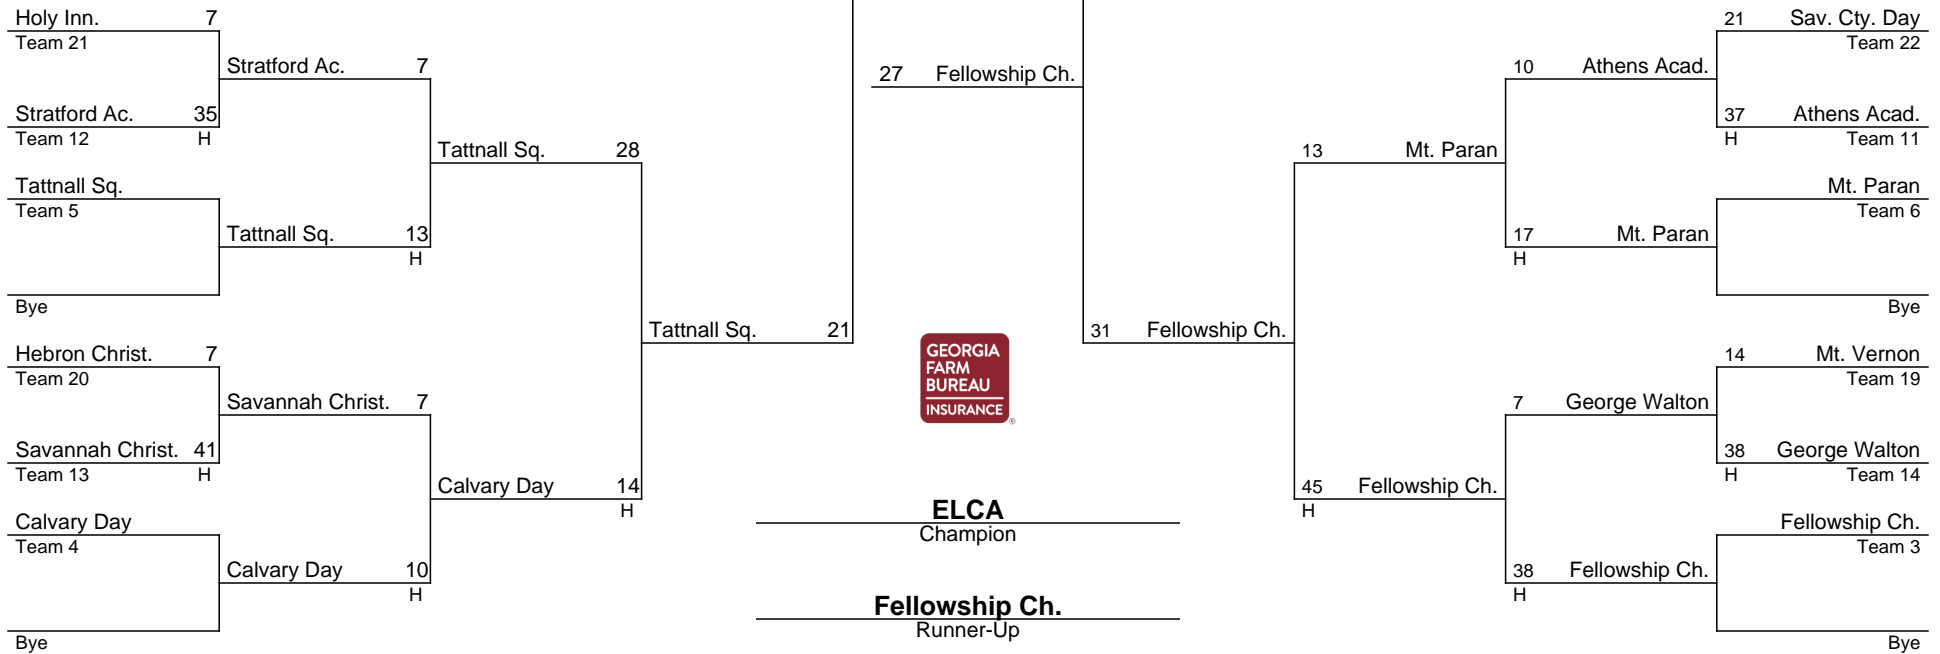 Holy Inn. 7
Team 21
Stratford Ac. 7
Stratford Ac. 35
Team 12 H
Tattnall Sq. 28
Tattnall Sq.
Team 5
Tattnall Sq. 13
H
Bye
Tattnall Sq. 21
Hebron Christ. 7
Team 20
Savannah Christ. 7
Savannah Christ. 41
Team 13 H
Calvary Day 14
H
Calvary Day
Team 4
Calvary Day 10
H
Bye
27 Fellowship Ch.
GEORGIA
FARM
BUREAU
INSURANCE
®
ELCA
Champion
Fellowship Ch.
Runner-Up
21 Sav. Cty. Day
Team 22
10 Athens Acad.
37 Athens Acad.
H Team 11
13 Mt. Paran
Mt. Paran
Team 6
17 Mt. Paran
H
Bye
31 Fellowship Ch.
14 Mt. Vernon
Team 19
7 George Walton
38 George Walton
H Team 14
45 Fellowship Ch.
H
Fellowship Ch.
Team 3
38 Fellowship Ch.
H
Bye